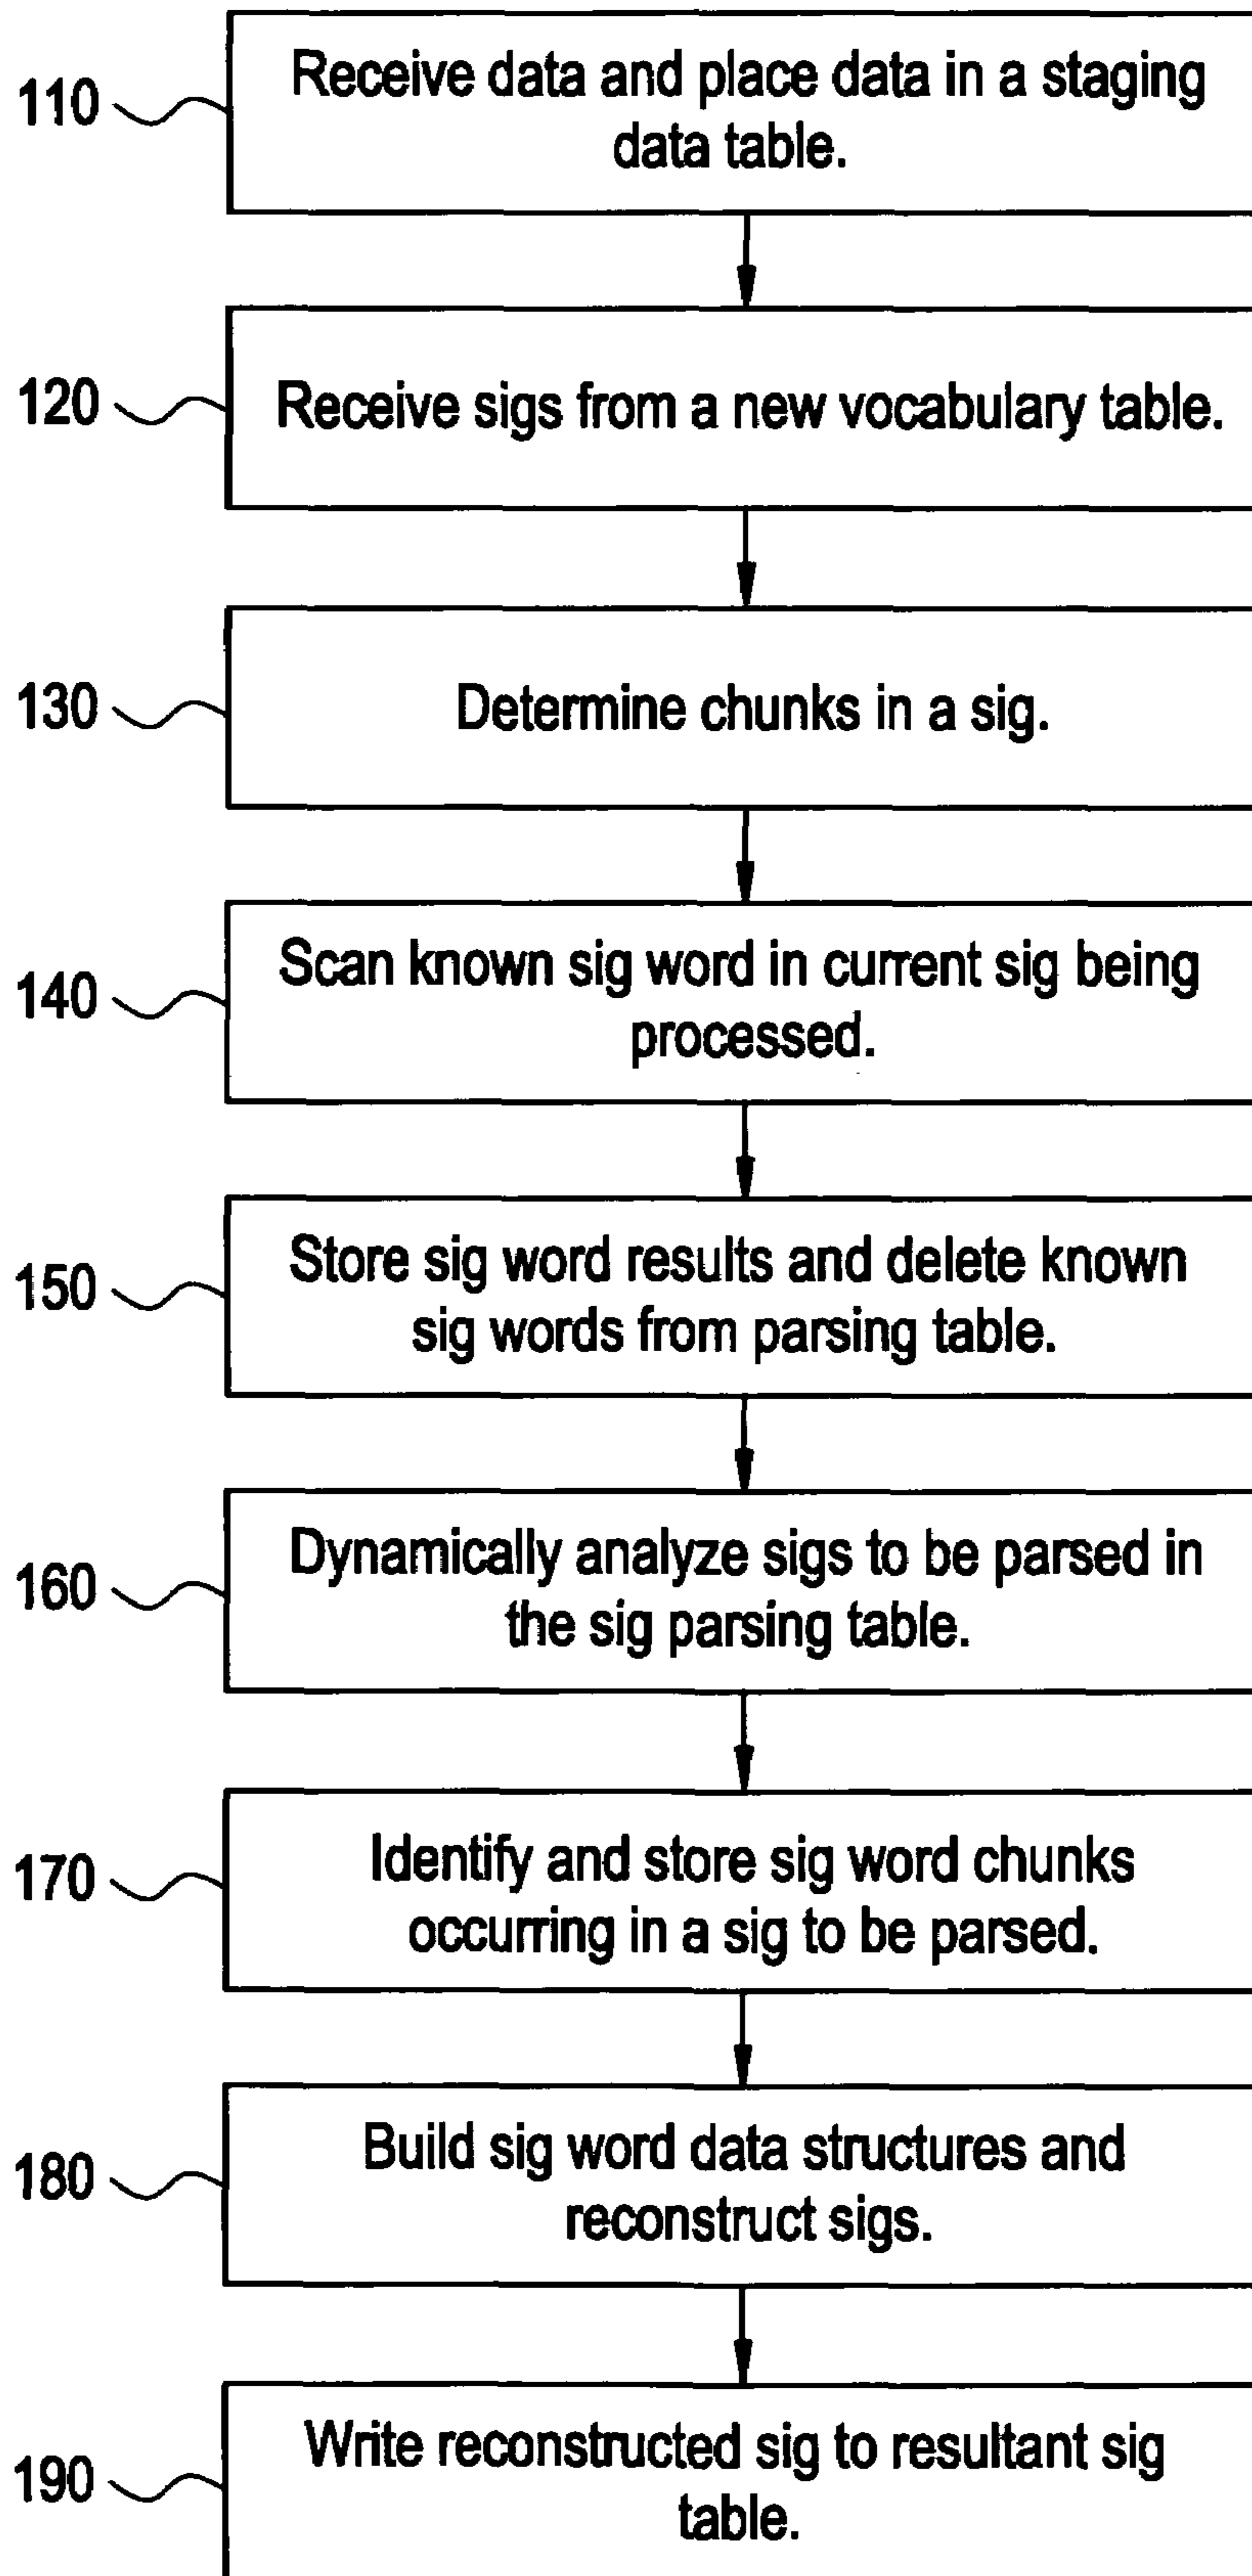 110
Receive data and place data in a staging
data table.
120
Receive sigs from a new vocabulary table.
130
Determine chunks in a sig.
140
Scan known sig word in current sig being
processed.
150
Store sig word results and delete known
sig words from parsing table.
160
Dynamically analyze sigs to be parsed in
the sig parsing table.
170
Identify and store sig word chunks
occurring in a sig to be parsed.
180
Build sig word data structures and
reconstruct sigs.
190
Write reconstructed sig to resultant sig
table.